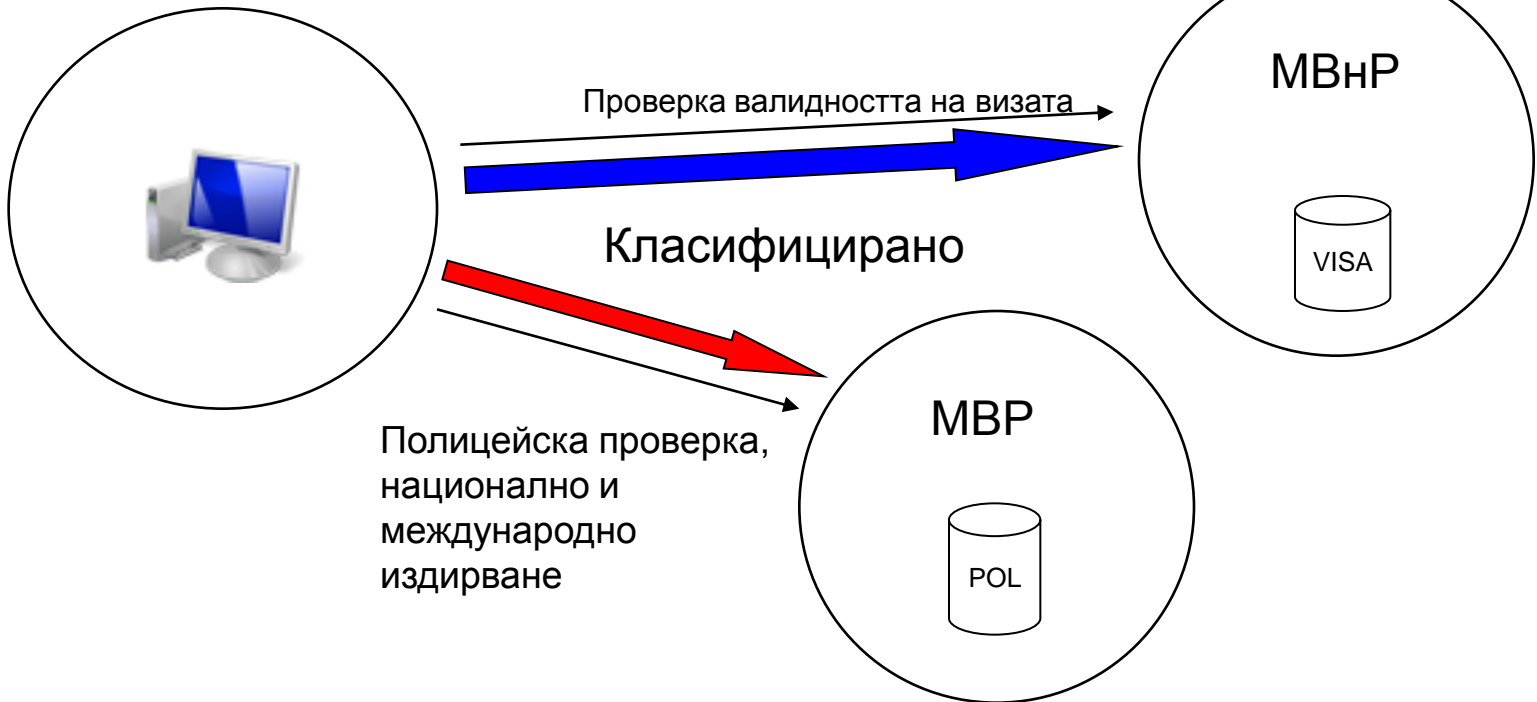 МВнР
Проверка валидността на визата
Класифицирано
VISA
МВР
Полицейска проверка,
национално и
международно
издирване
POL